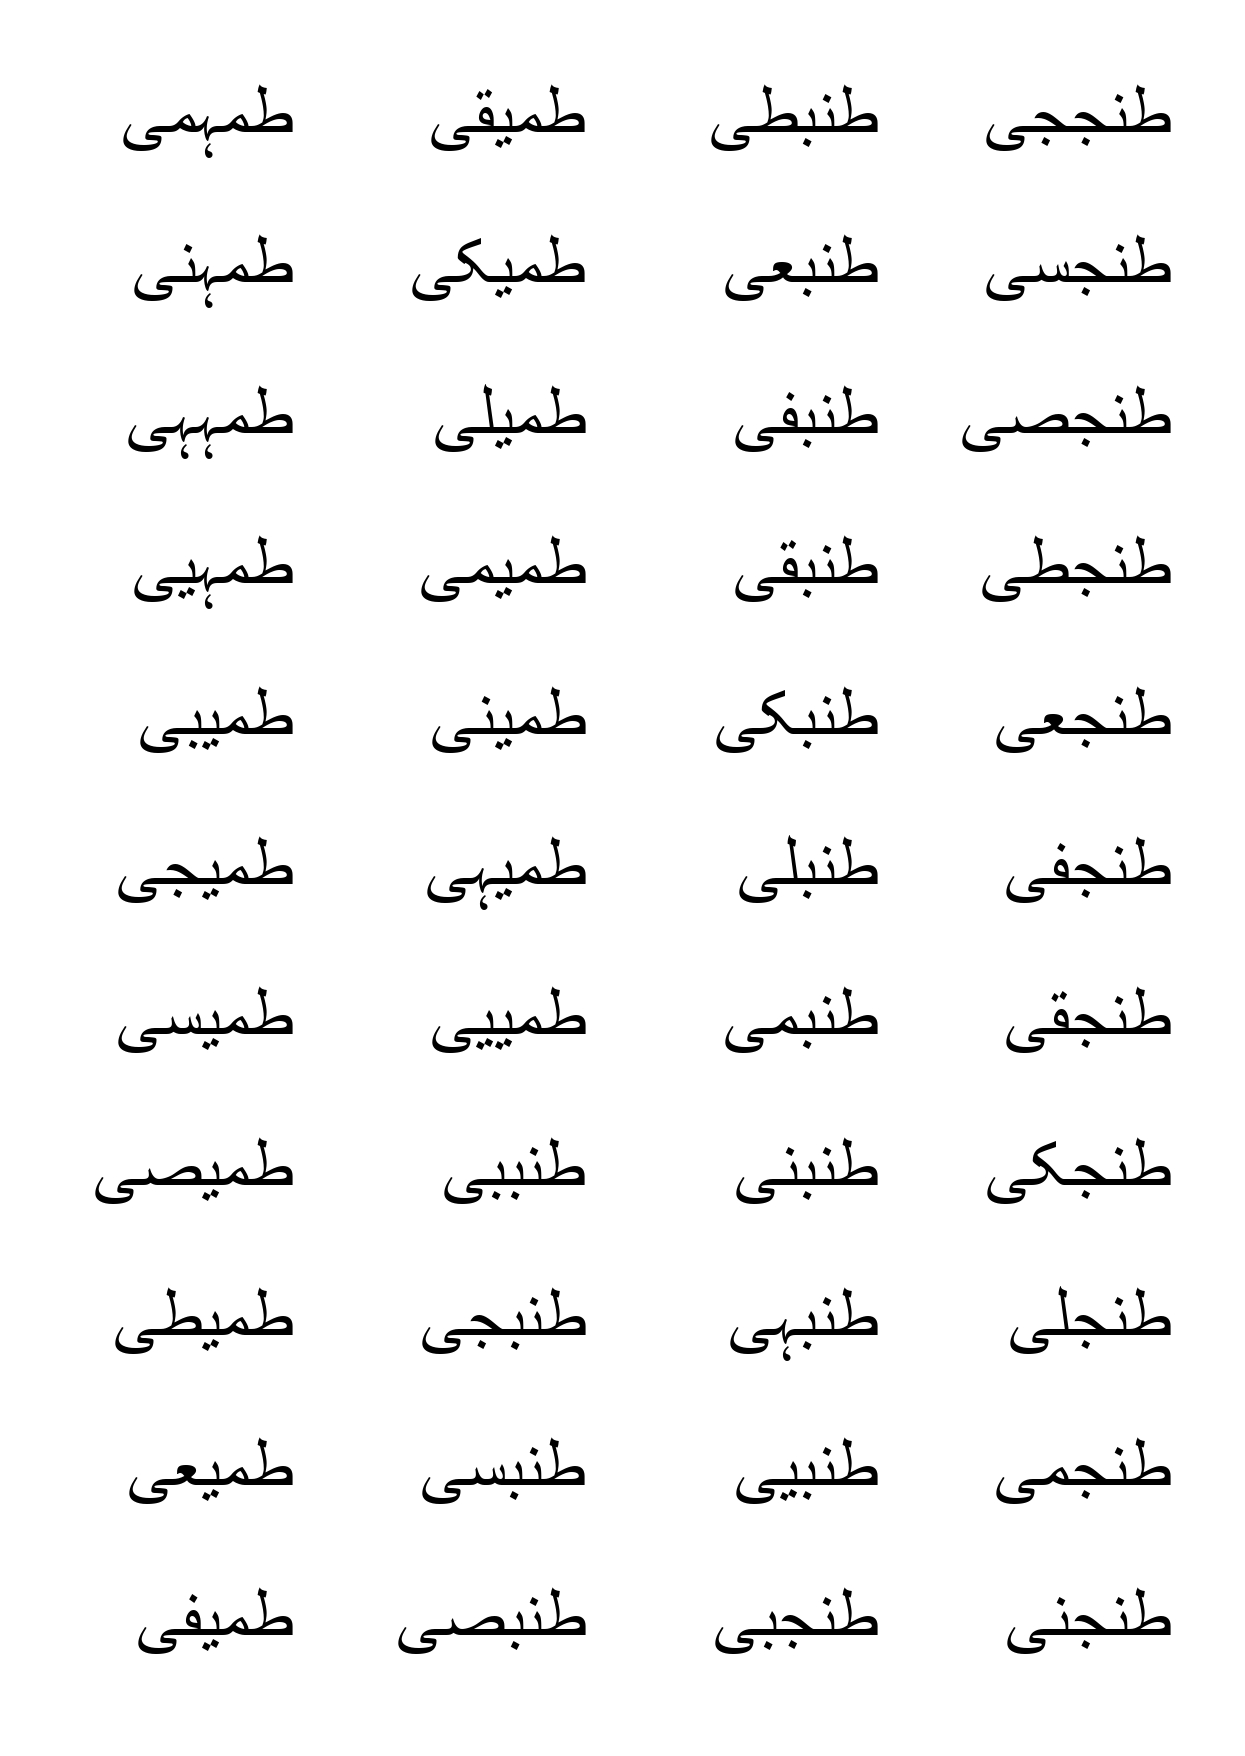 طنججی طنبطی طمیقی طمہمی
طنجسی طنبعی طمیکی طمہنی
طنجصی طنبفی طمیلی طمہہی
طنجطی طنبقی طمیمی طمہیی
طنجعی طنبکی طمینی طمیبی
طنجفی طنبلی طمیہی طمیجی
طنجقی طنبمی طمییی طمیسی
طنجکی طنبنی طنببی طمیصی
طنجلی طنبہی طنبجی طمیطی
طنجمی طنبیی طنبسی طمیعی
طنجنی طنجبی طنبصی طمیفی